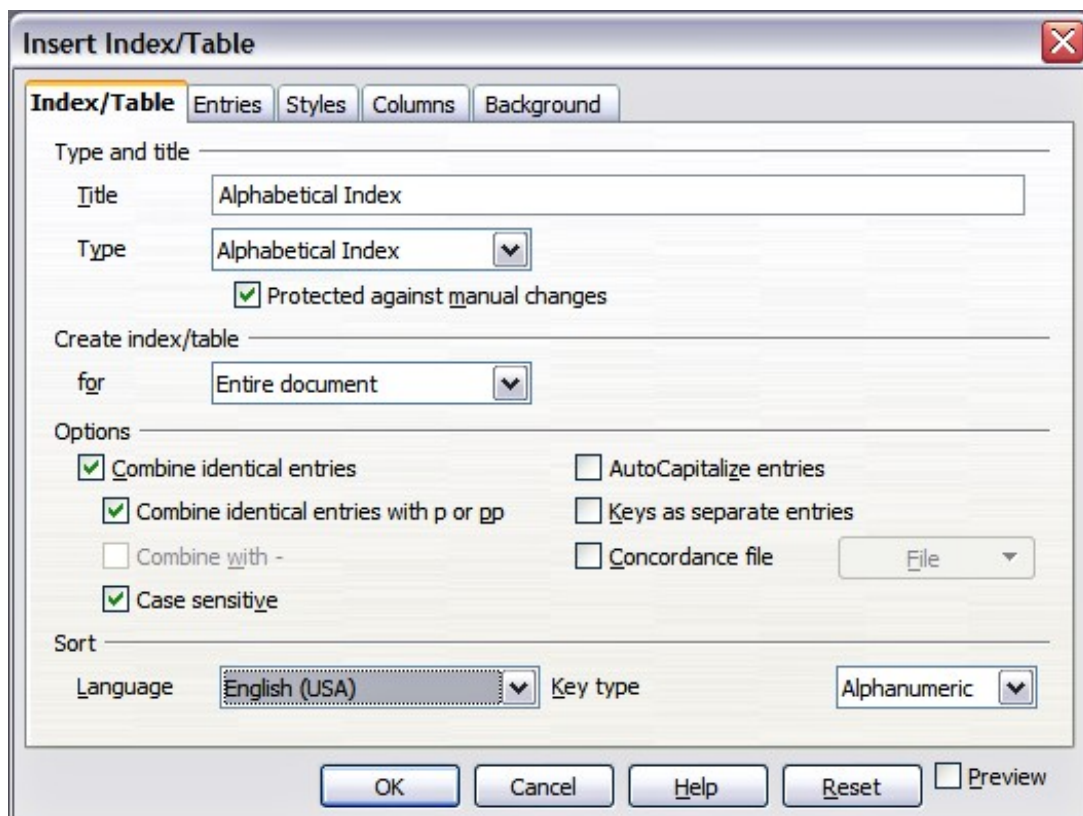 Insert Index/Table
Index/Table Entries Styles Columns Background
Type and title
Title Alphabetical Index
Type Alphabetical Index
Protected against manual changes
Create index/table
for Entire document
Options
Combine identical entries AutoCapitalize entries
Combine identical entries with p or pp Keys as separate entries
Combine with - Concordance file File
Case sensitive
Sort
Language English (USA) Key type Alphanumeric
OK Cancel Help Reset Preview